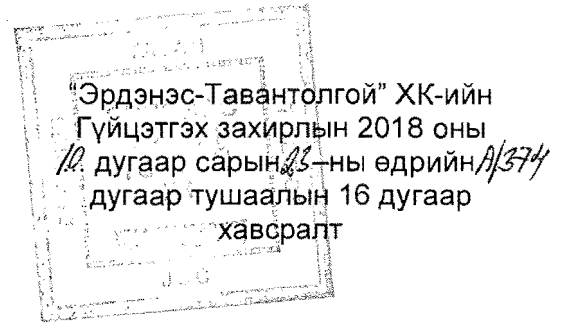 “Эрдэнэс-Тавантолгой” ХК-ийн
Гүйцэтгэх захирлын 2018 оны
10. дугаар сарын 23–ны өдрийн А/374
дугаар тушаалын 16 дугаар
хавсралт